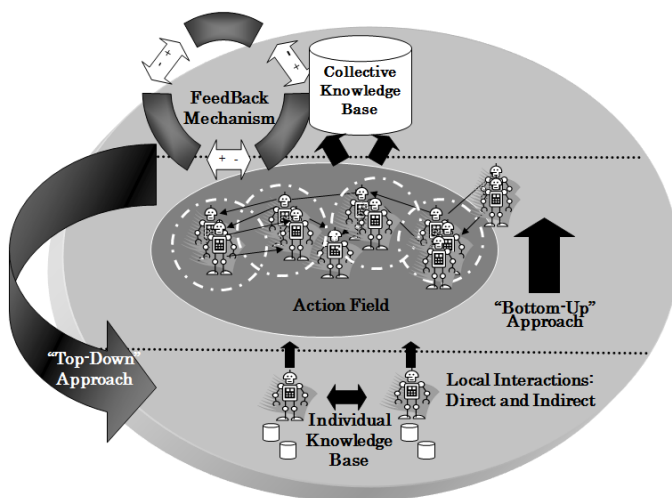 FeedBack
Mechanism
+ -
+ -
+ -
Collective
Knowledge
Base
Action Field
"Bottom-Up"
Approach
"Top-Down"
Approach
Local Interactions:
Direct and Indirect
Individual
Knowledge
Base